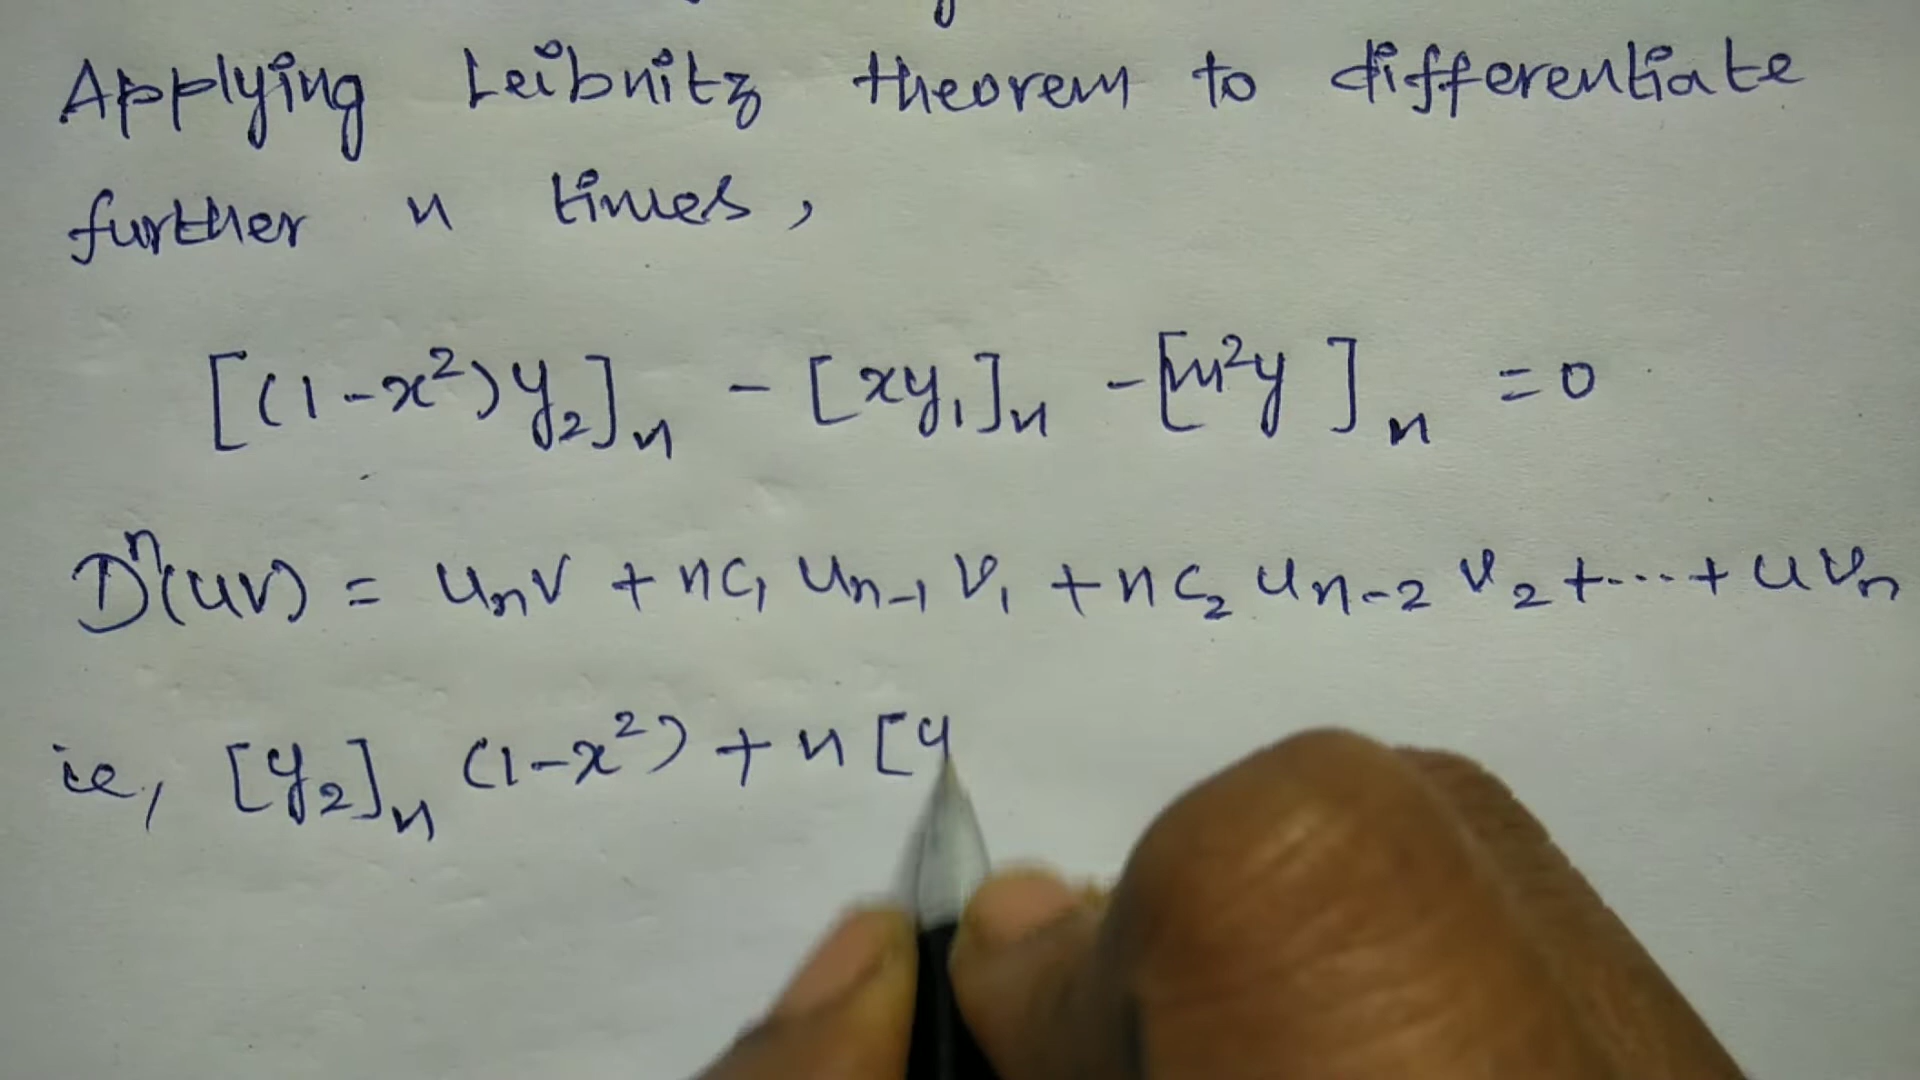 Applying Leibnitz theorem to differentiate
further n times,
[(1-x²)y₂]ₙ - [xy₁]ₙ - [m²y]ₙ = 0
Dⁿ(uv) = uₙv + nc₁ uₙ₋₁ v₁ + nc₂ uₙ₋₂ v₂ +....+ u vₙ
ie, [y₂]ₙ (1-x²) + n [y